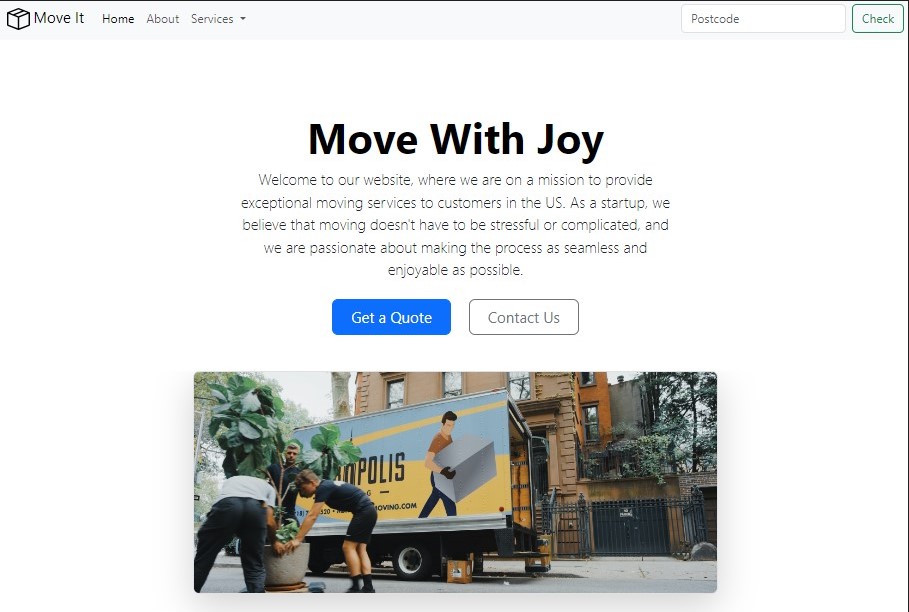 Move It
Home
About
Services
Postcode
Check
Move With Joy
Welcome to our website, where we are on a mission to provide
exceptional moving services to customers in the US. As a startup, we
believe that moving doesn't have to be stressful or complicated, and
we are passionate about making the process as seamless and
enjoyable as possible.
Get a Quote
Contact Us
POLIS
MOVING.COM